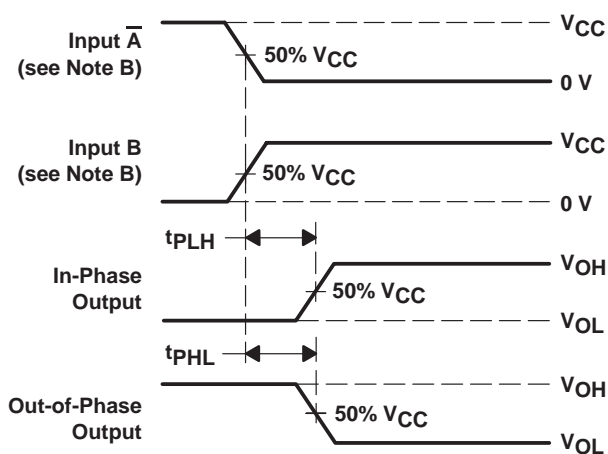 Input A̅
(see Note B)
50% VCC
VCC
0 V
Input B
(see Note B)
50% VCC
VCC
0 V
tPLH
In-Phase
Output
50% VCC
VOH
VOL
tPHL
Out-of-Phase
Output
50% VCC
VOH
VOL